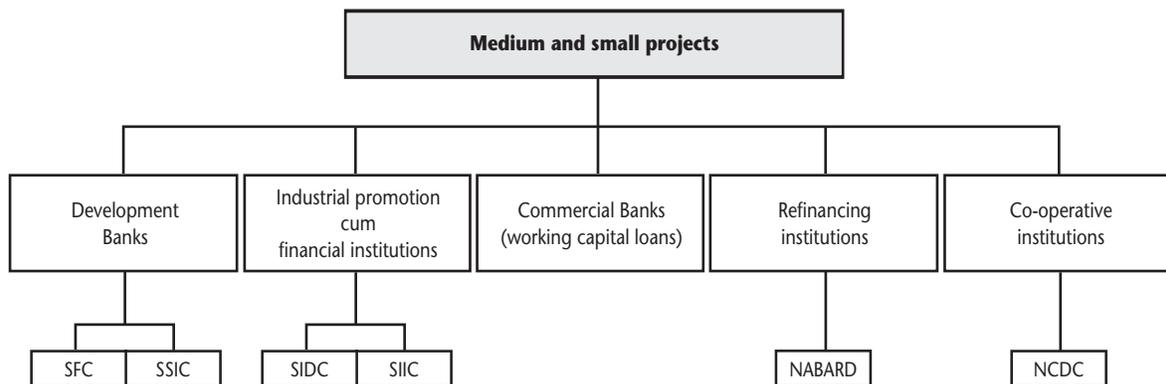 Medium and small projects
Development
Banks
Industrial promotion
cum
financial institutions
Commercial Banks
(working capital loans)
Refinancing
institutions
Co-operative
institutions
SFC
SSIC
SIDC
SIIC
NABARD
NCDC